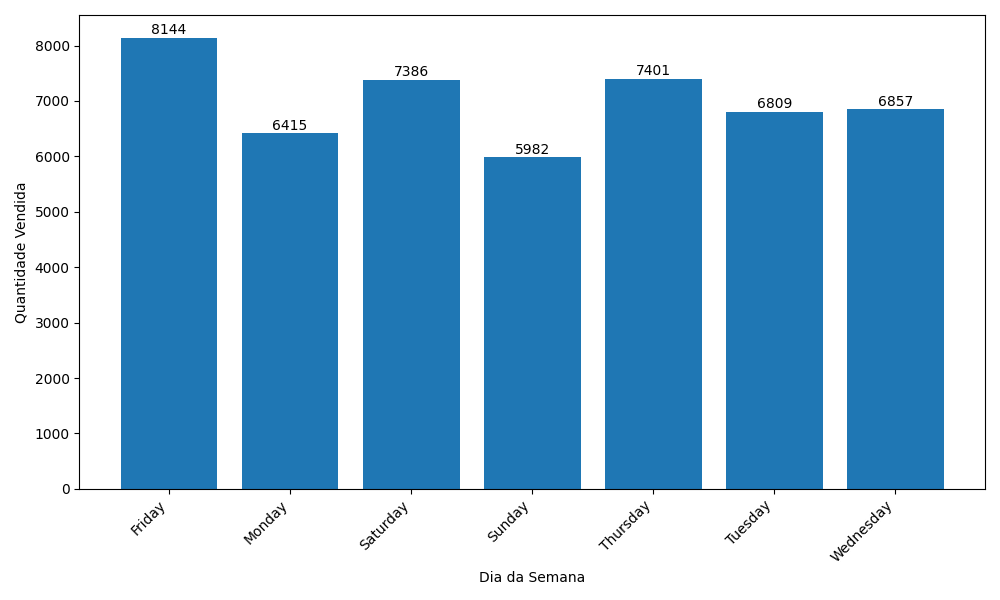 8144
6415
7386
5982
7401
6809
6857
8000
7000
6000
5000
4000
3000
2000
1000
0
Quantidade Vendida
Friday
Monday
Saturday
Sunday
Thursday
Tuesday
Wednesday
Dia da Semana